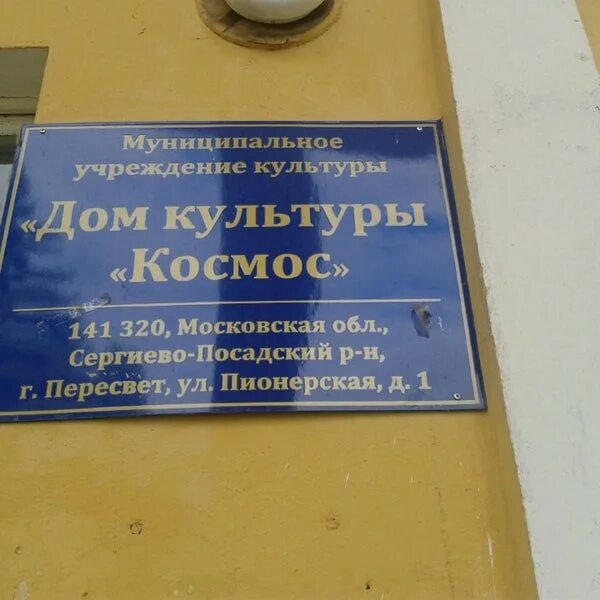 Муниципальное
учреждение культуры
«Дом культуры
«Космос»
141 320, Московская обл.,
Сергиево-Посадский р-н,
г. Пересвет, ул. Пионерская, д. 1